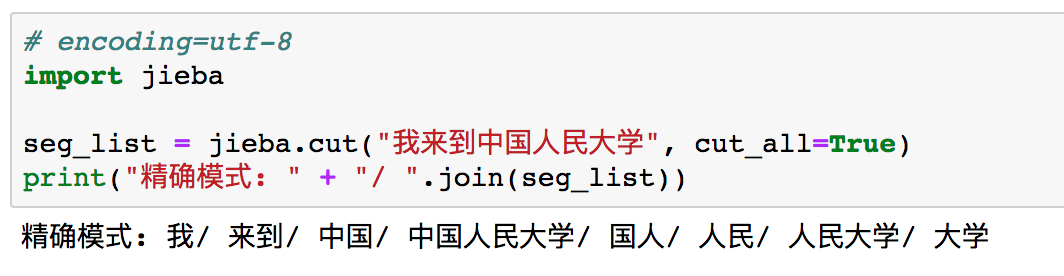 # encoding=utf-8
import jieba
seg_list = jieba.cut("我来到中国人民大学", cut_all=True)
print("精确模式: " + "/ ".join(seg_list))
精确模式: 我/ 来到/ 中国/ 中国人民大学/ 国人/ 人民/ 人民大学/ 大学